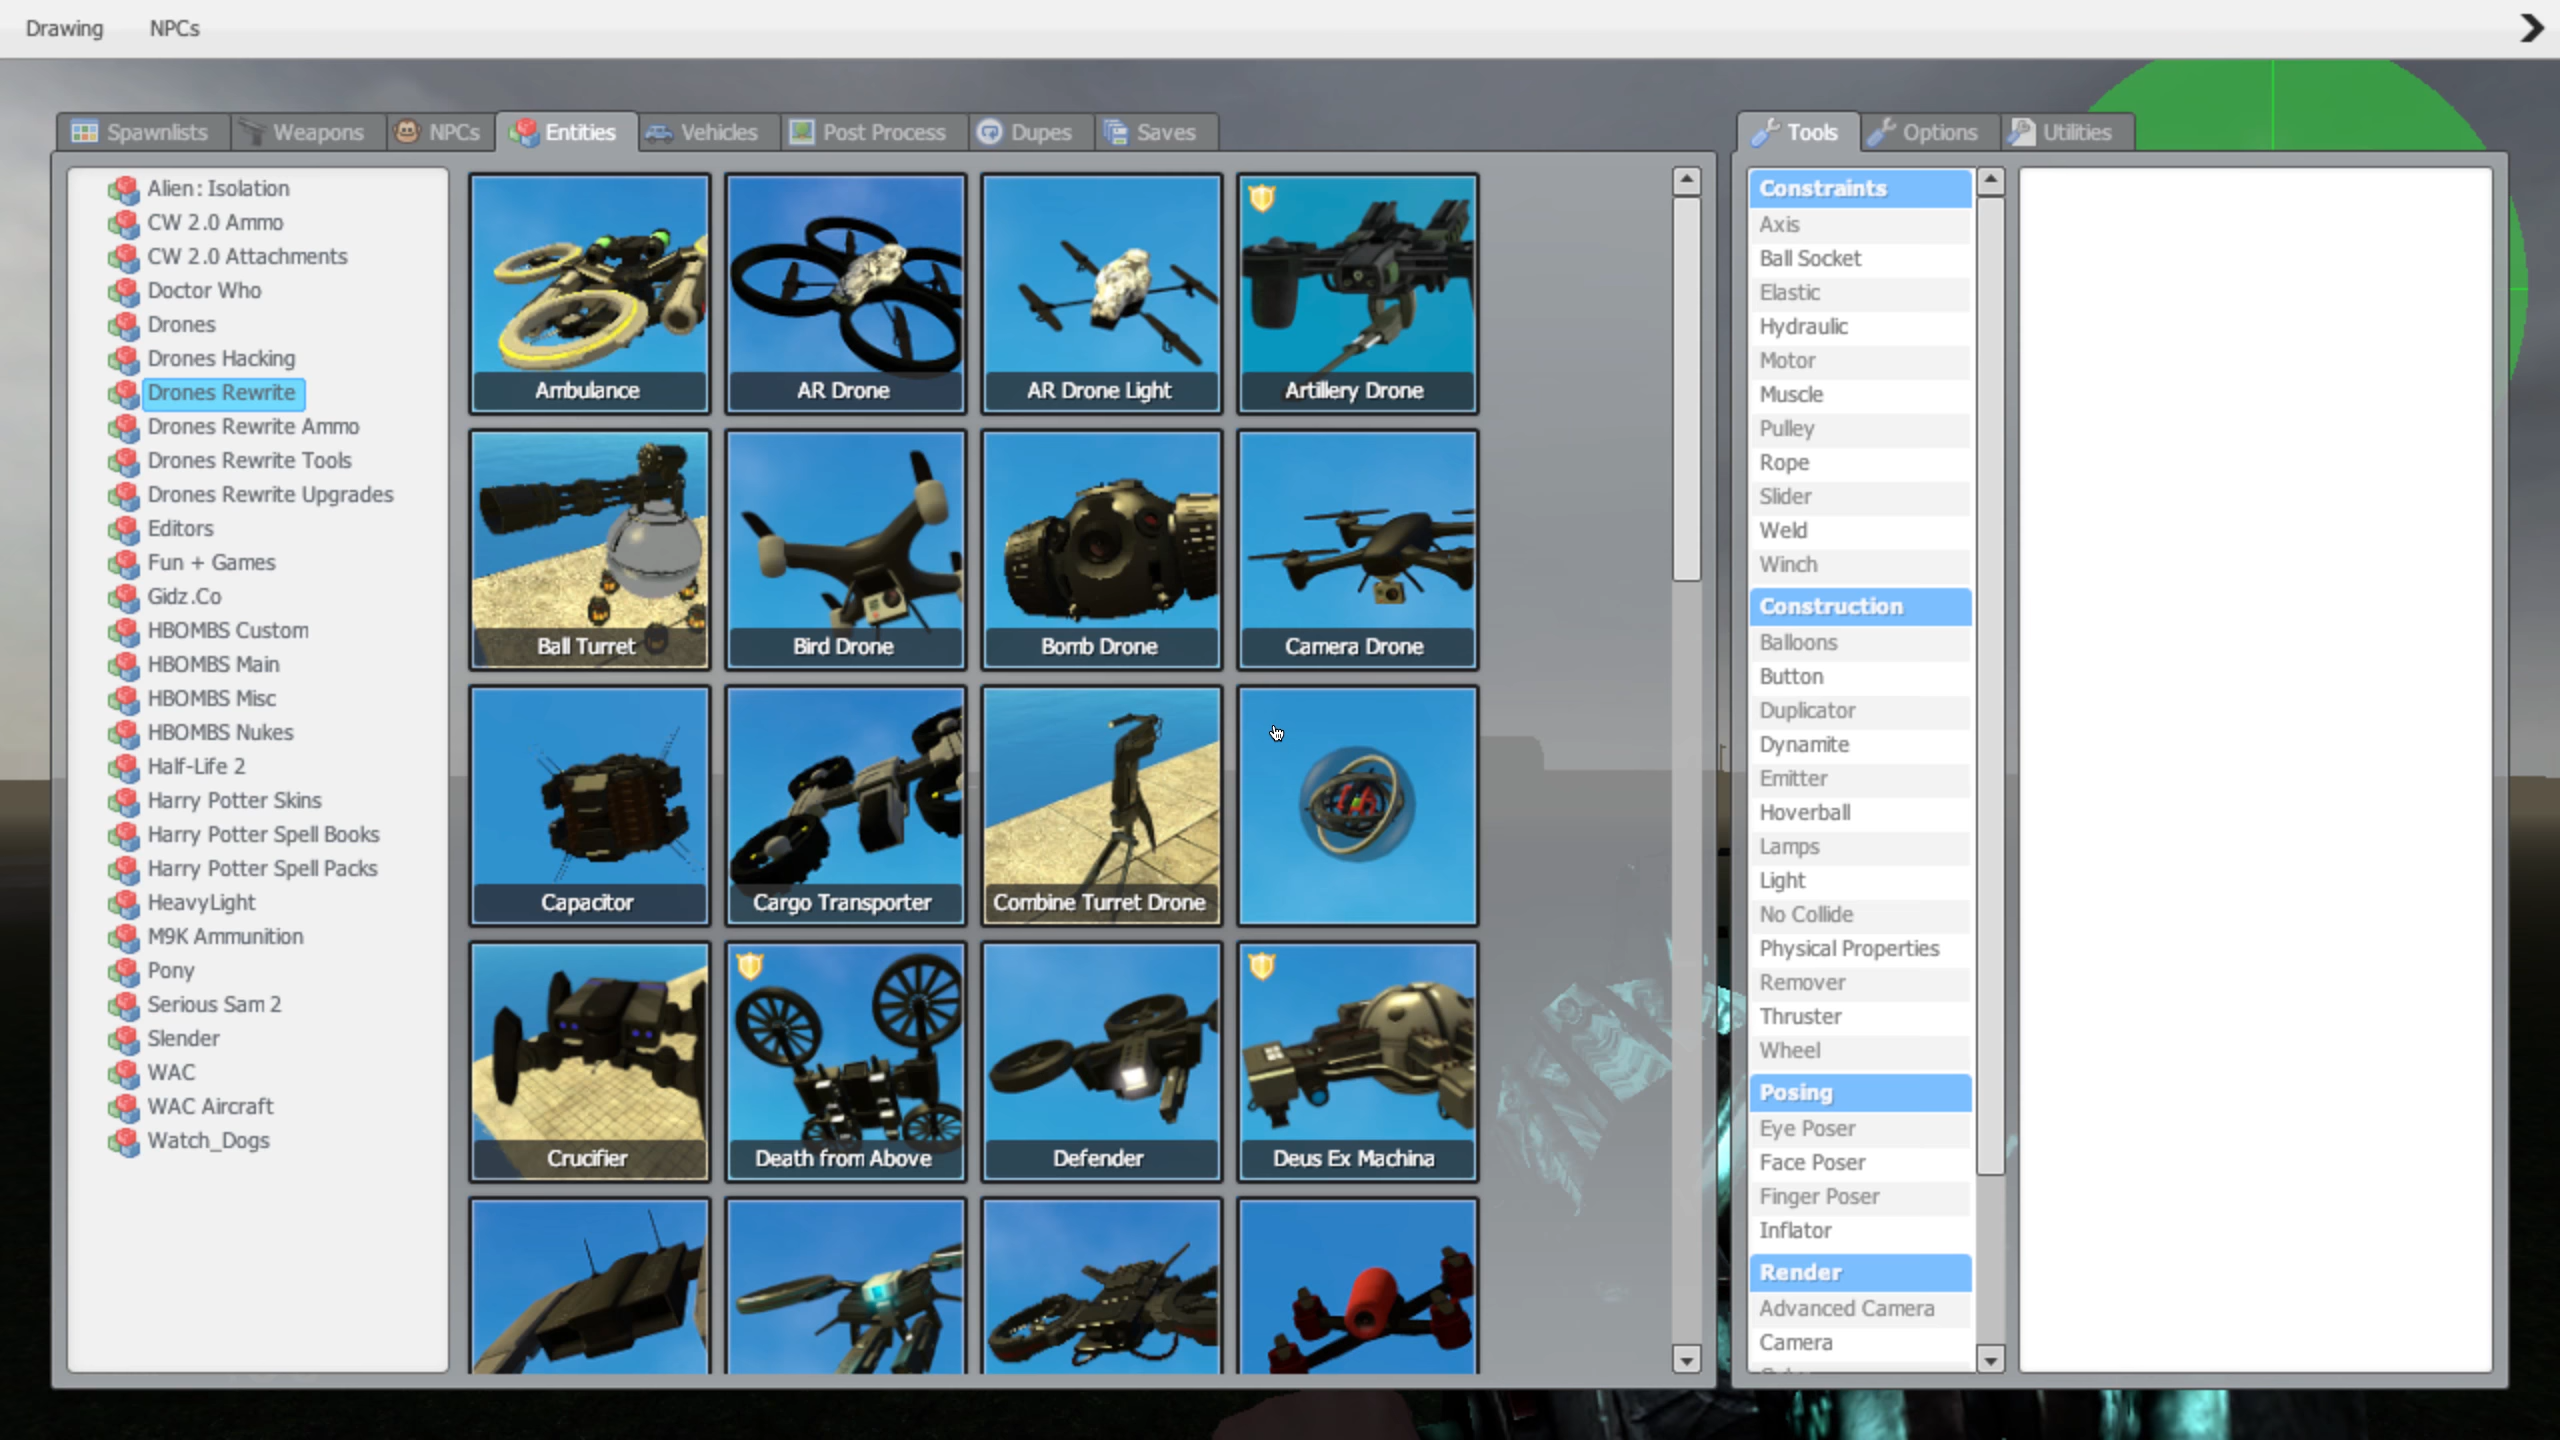 Drawing NPCs
Spawnlists Weapons NPCs Entities Vehicles Post Process Dupes Saves
Tools Options Utilities
Alien: Isolation
CW 2.0 Ammo
CW 2.0 Attachments
Doctor Who
Drones
Drones Hacking
Drones Rewrite
Drones Rewrite Ammo
Drones Rewrite Tools
Drones Rewrite Upgrades
Editors
Fun + Games
Gidz.Co
HBOMBS Custom
HBOMBS Main
HBOMBS Misc
HBOMBS Nukes
Half-Life 2
Harry Potter Skins
Harry Potter Spell Books
Harry Potter Spell Packs
HeavyLight
M9K Ammunition
Pony
Serious Sam 2
Slender
WAC
WAC Aircraft
Watch_Dogs
Ambulance
AR Drone
AR Drone Light
Artillery Drone
Ball Turret
Bird Drone
Bomb Drone
Camera Drone
Capacitor
Cargo Transporter
Combine Turret Drone
Crucifier
Death from Above
Defender
Deus Ex Machina
Constraints
Axis
Ball Socket
Elastic
Hydraulic
Motor
Muscle
Pulley
Rope
Slider
Weld
Winch
Construction
Balloons
Button
Duplicator
Dynamite
Emitter
Hoverball
Lamps
Light
No Collide
Physical Properties
Remover
Thruster
Wheel
Posing
Eye Poser
Face Poser
Finger Poser
Inflator
Render
Advanced Camera
Camera